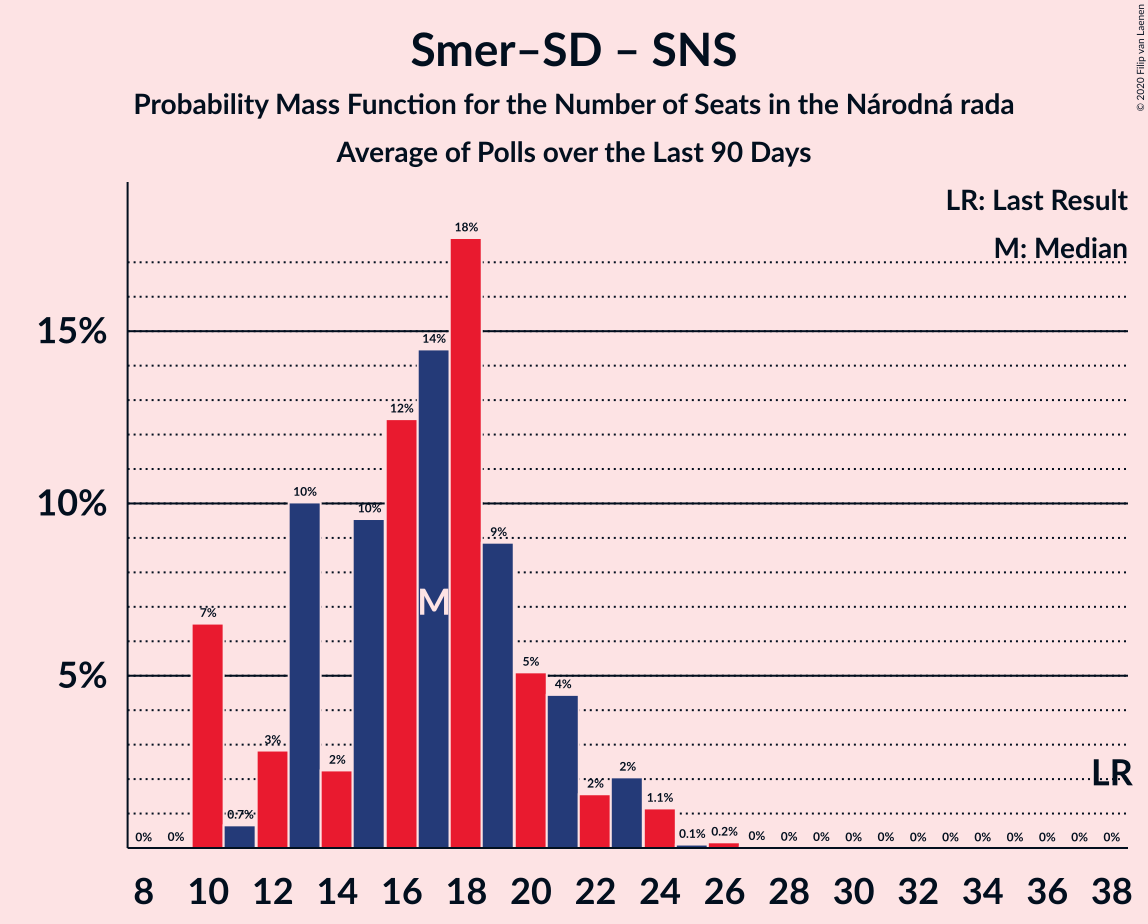 Smer–SD – SNS
Probability Mass Function for the Number of Seats in the Národná rada
Average of Polls over the Last 90 Days
© 2020 Filip van Laenen
LR: Last Result
M: Median
15%
10%
5%
0% 0% 7% 0.7% 3% 10% 2% 10% 12% 14% 18% 9% 5% 4% 2% 2% 1.1% 0.1% 0.2% 0% 0% 0% 0% 0% 0% 0% 0% 0% 0% 0% 0%
M
LR
8 10 12 14 16 18 20 22 24 26 28 30 32 34 36 38